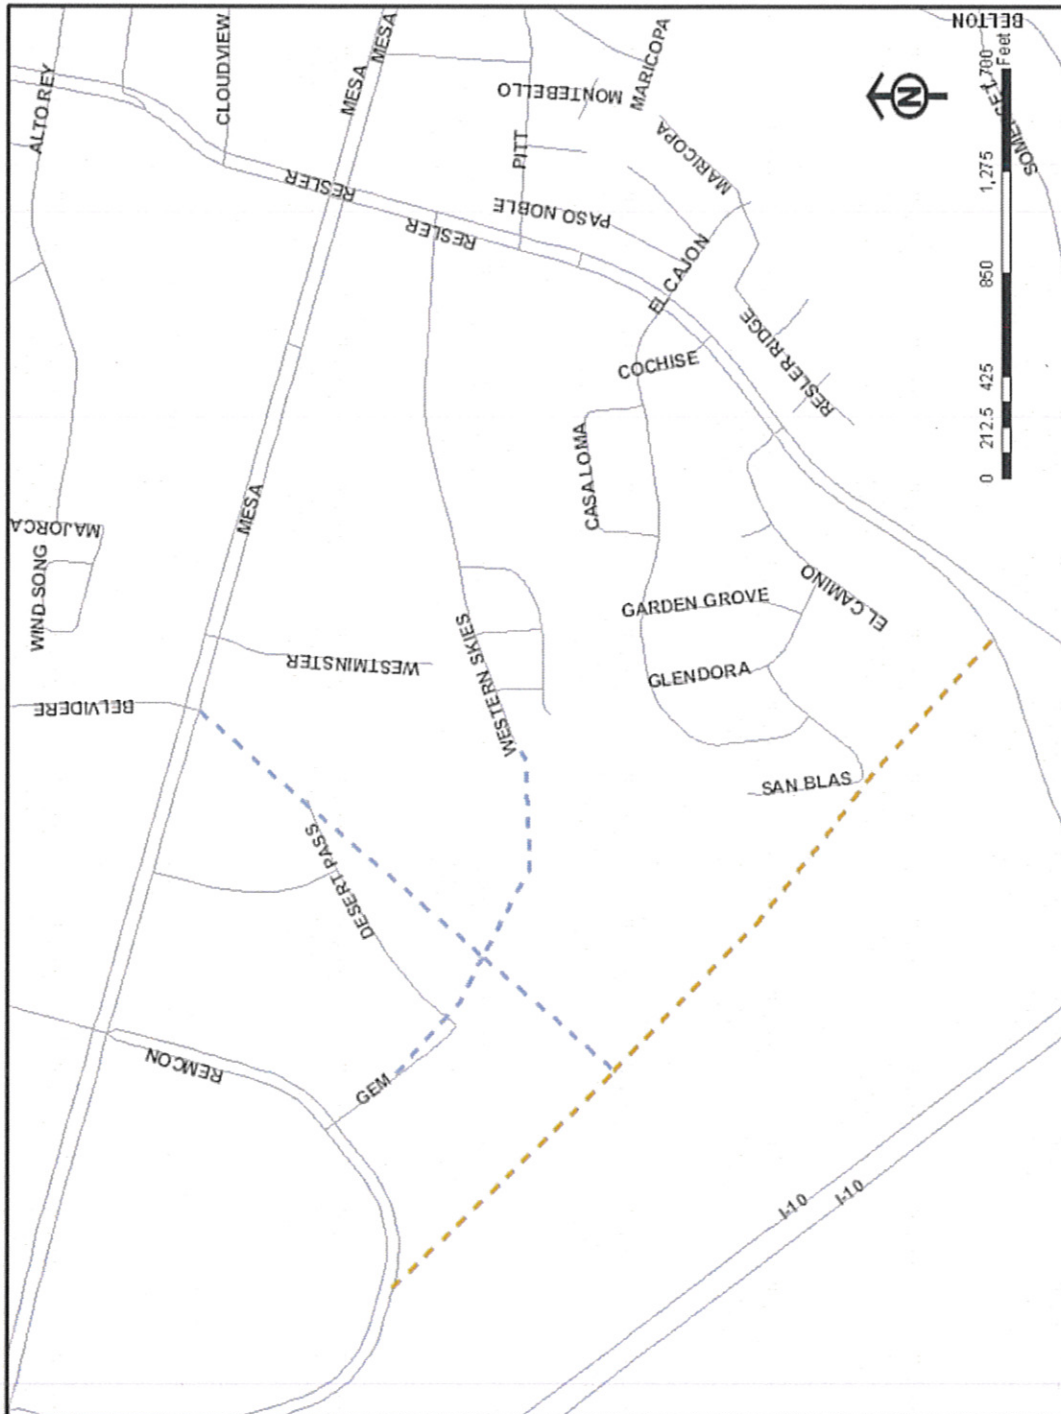 BELTON
ALTO REY
CLOUDVIEW
MESA
MESA
MONTEBELLO
MARICOPA
N
1,700
Feet
RESLER
PITT
MARICOPA
RESLER
PASO NOBLE
1,275
EL CAJON
850
COCHISE
RESLER RIDGE
425
MAJORCA
MESA
CASA LOMA
212.5
0
WIND SONG
GARDEN GROVE
EL CAMINO
WESTMINSTER
WESTERN SKIES
GLENDORA
BELVIDERE
SAN BLAS
DESERT PASS
REMCON
GEM
I-10
I-10